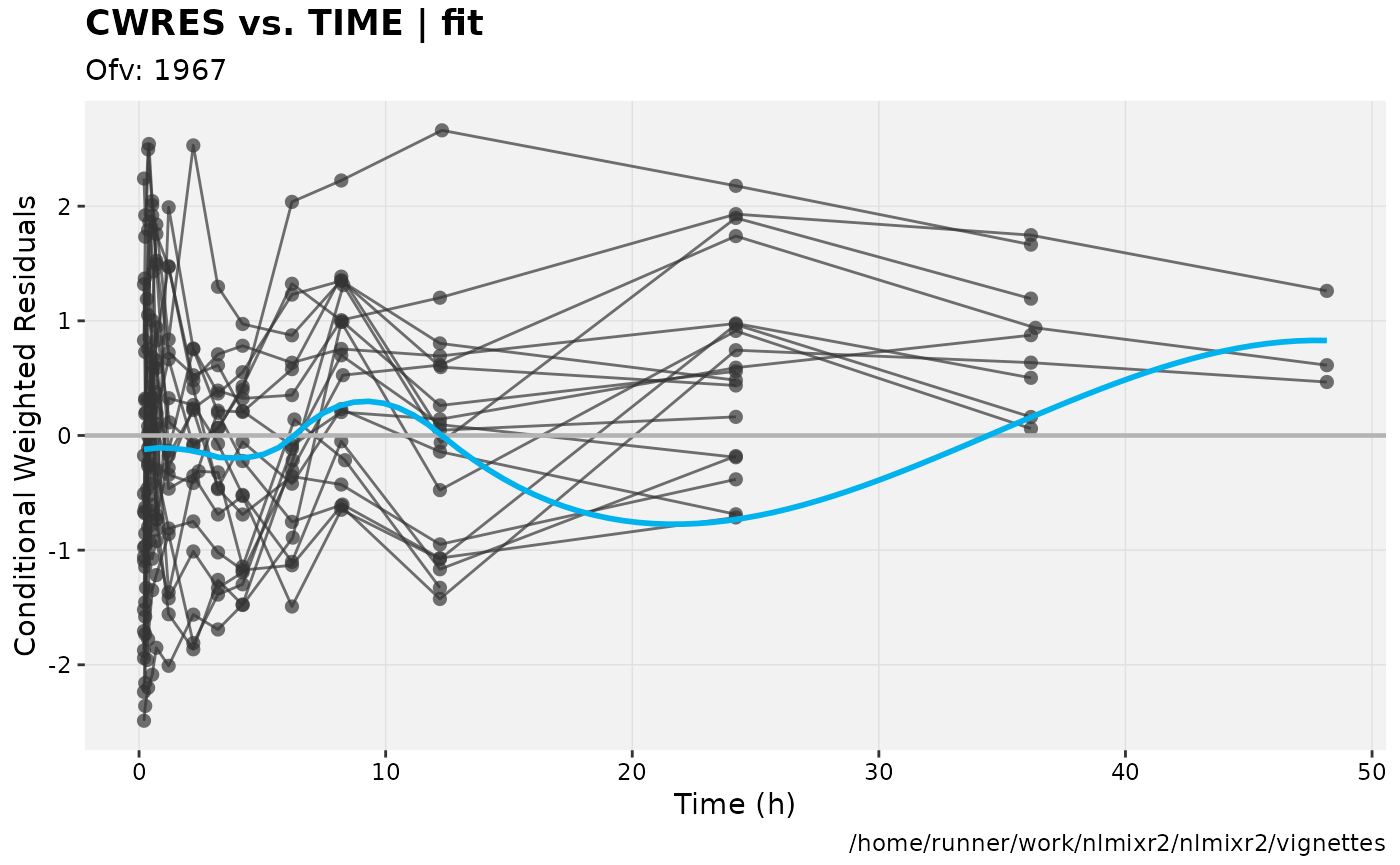 CWRES vs. TIME | fit
Ofv: 1967
Conditional Weighted Residuals
2
1
0
-1
-2
0 10 20 30 40 50
Time (h)
/home/runner/work/nlmixr2/nlmixr2/vignettes